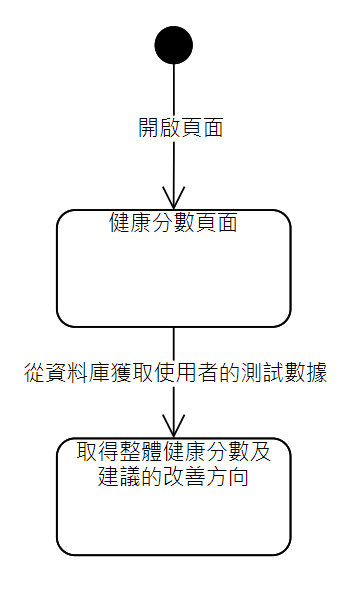 開啟頁面
健康分數頁面
從資料庫獲取使用者的測試數據
取得整體健康分數及
建議的改善方向